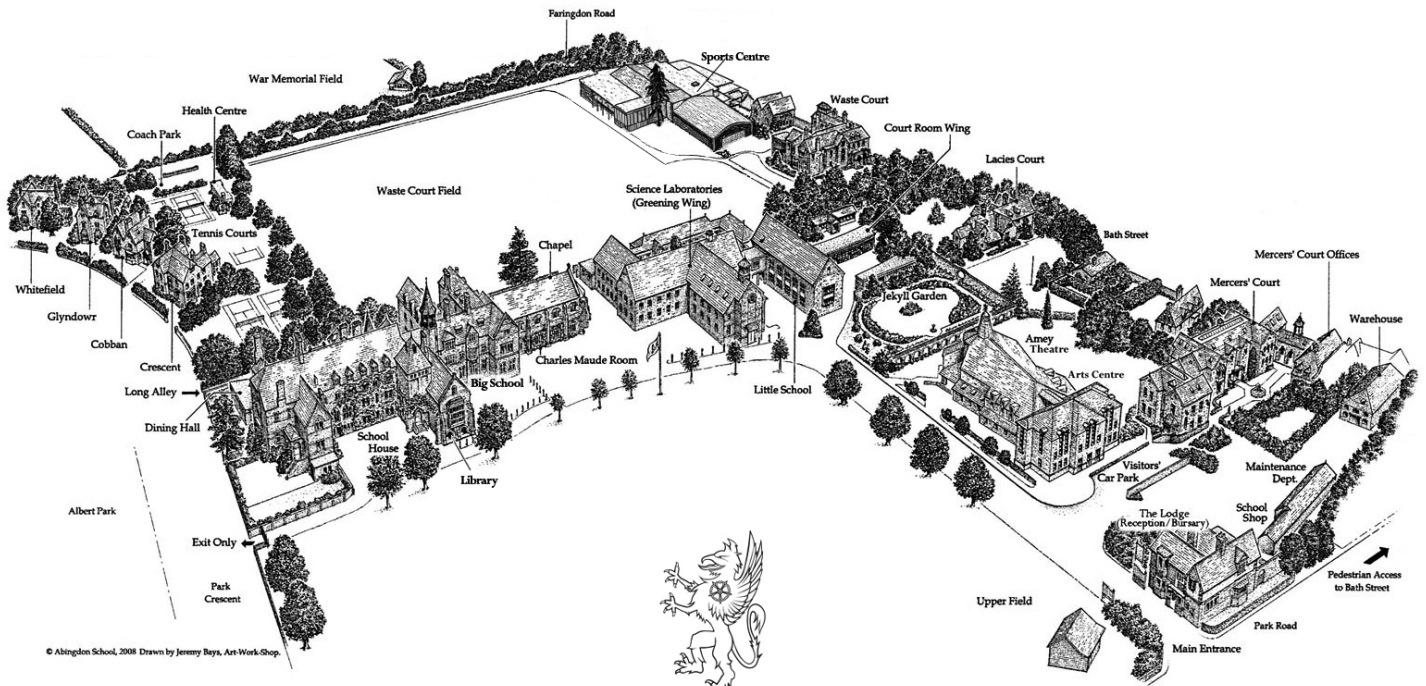 Faringdon Road
War Memorial Field
Sports Centre
Health Centre
Waste Court
Coach Park
Court Room Wing
Lacies Court
Waste Court Field
Science Laboratories
(Greening Wing)
Tennis Courts
Chapel
Bath Street
Mercers' Court Offices
Whitefield
Jekyll Garden
Mercers' Court
Glyndowr
Warehouse
Cobban
Amey
Theatre
Crescent
Charles Maude Room
Arts Centre
Big School
Little School
Long Alley
Dining Hall
School
House
Library
Visitors'
Car Park
Maintenance
Dept.
Albert Park
School
Shop
The Lodge
(Reception/Bursary)
Exit Only
Park
Crescent
Pedestrian Access
to Bath Street
Upper Field
Park Road
Main Entrance
© Abingdon School, 2008 Drawn by Jeremy Bays, Art-Work-Shop.